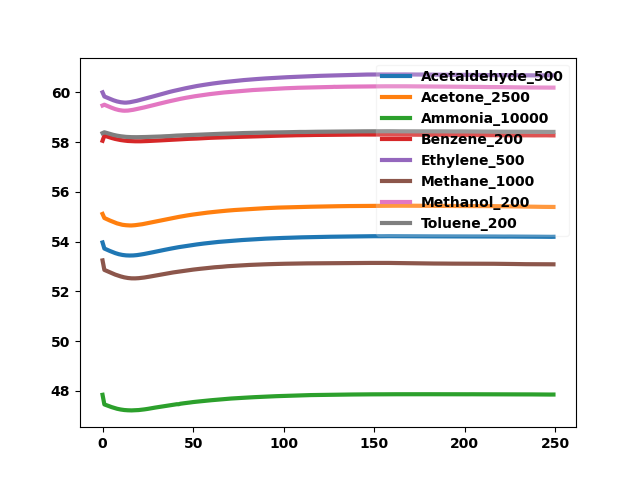 60
58
56
54
52
50
48
0
50
100
150
200
250
Acetaldehyde_500
Acetone_2500
Ammonia_10000
Benzene_200
Ethylene_500
Methane_1000
Methanol_200
Toluene_200